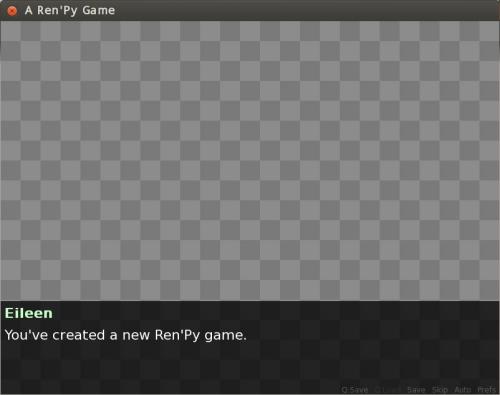 A Ren'Py Game
Eileen
You've created a new Ren'Py game.
Q.Save Q.Load Save Skip Auto Prefs